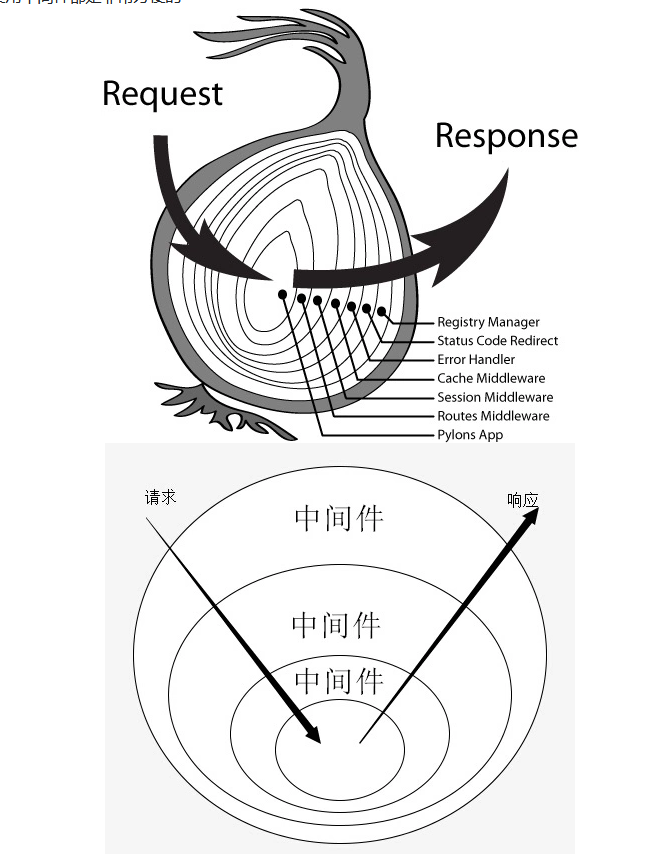 Request
Response
Registry Manager
Status Code Redirect
Error Handler
Cache Middleware
Session Middleware
Routes Middleware
Pylons App
请求
响应
中间件
中间件
中间件